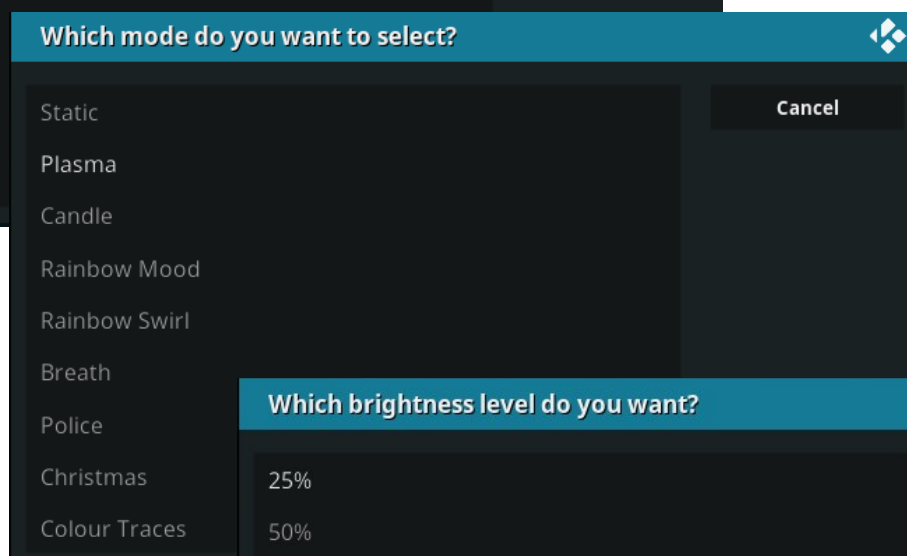 Which mode do you want to select?
Static
Cancel
Plasma
Candle
Rainbow Mood
Rainbow Swirl
Breath
Police
Christmas
Colour Traces
Which brightness level do you want?
25%
50%